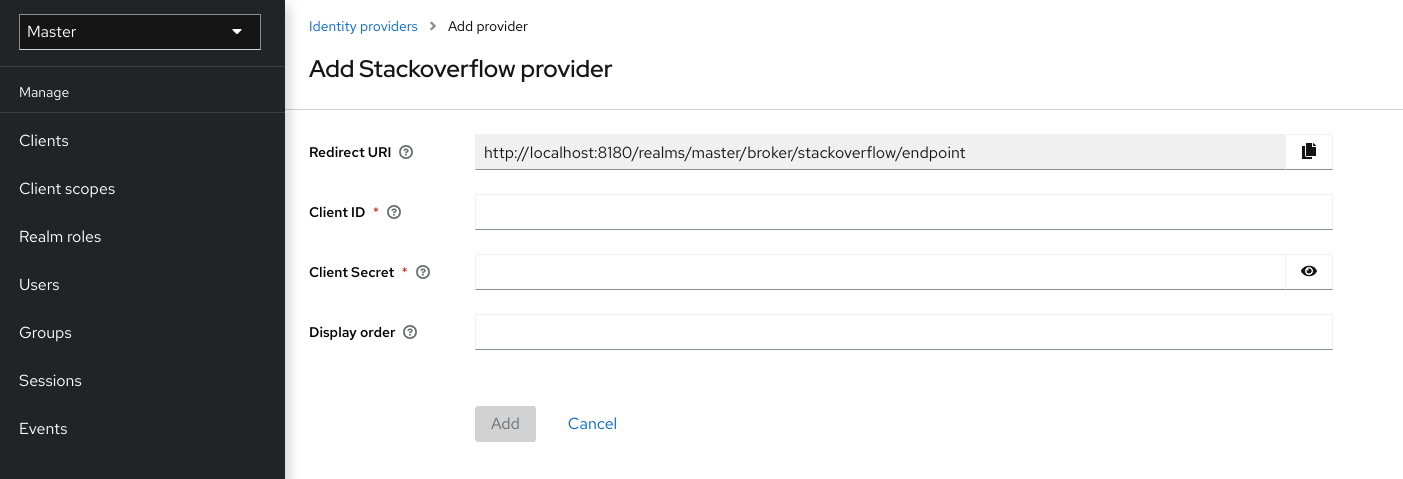 Master
Manage
Clients
Client scopes
Realm roles
Users
Groups
Sessions
Events
Identity providers > Add provider
Add Stackoverflow provider
Redirect URI
http://localhost:8180/realms/master/broker/stackoverflow/endpoint
Client ID *
Client Secret *
Display order
Add Cancel